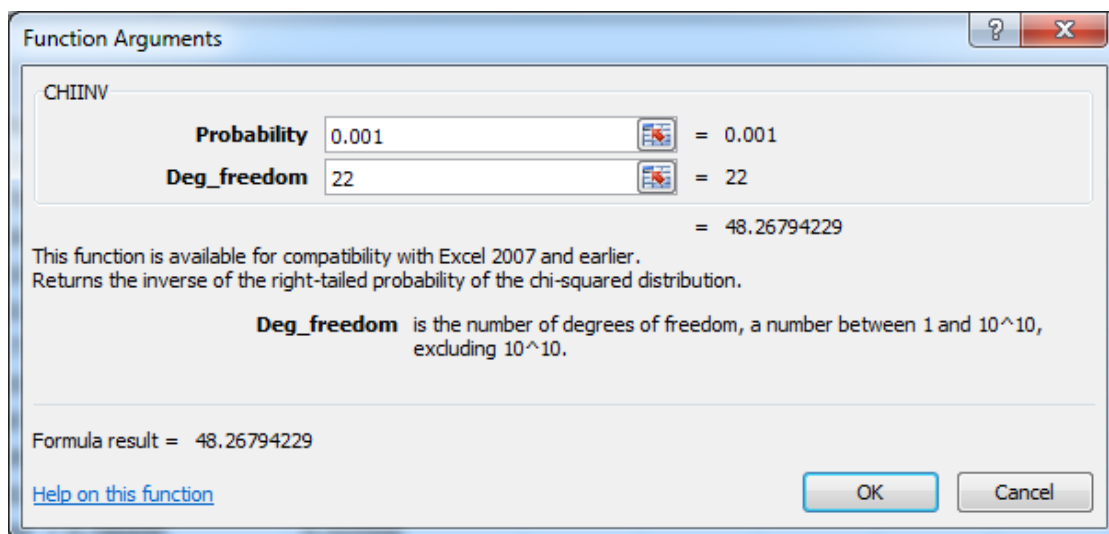 Function Arguments
CHIINV
Probability 0.001 = 0.001
Deg_freedom 22 = 22
= 48.26794229
This function is available for compatibility with Excel 2007 and earlier.
Returns the inverse of the right-tailed probability of the chi-squared distribution.
Deg_freedom is the number of degrees of freedom, a number between 1 and 10^10,
excluding 10^10.
Formula result = 48.26794229
Help on this function OK Cancel